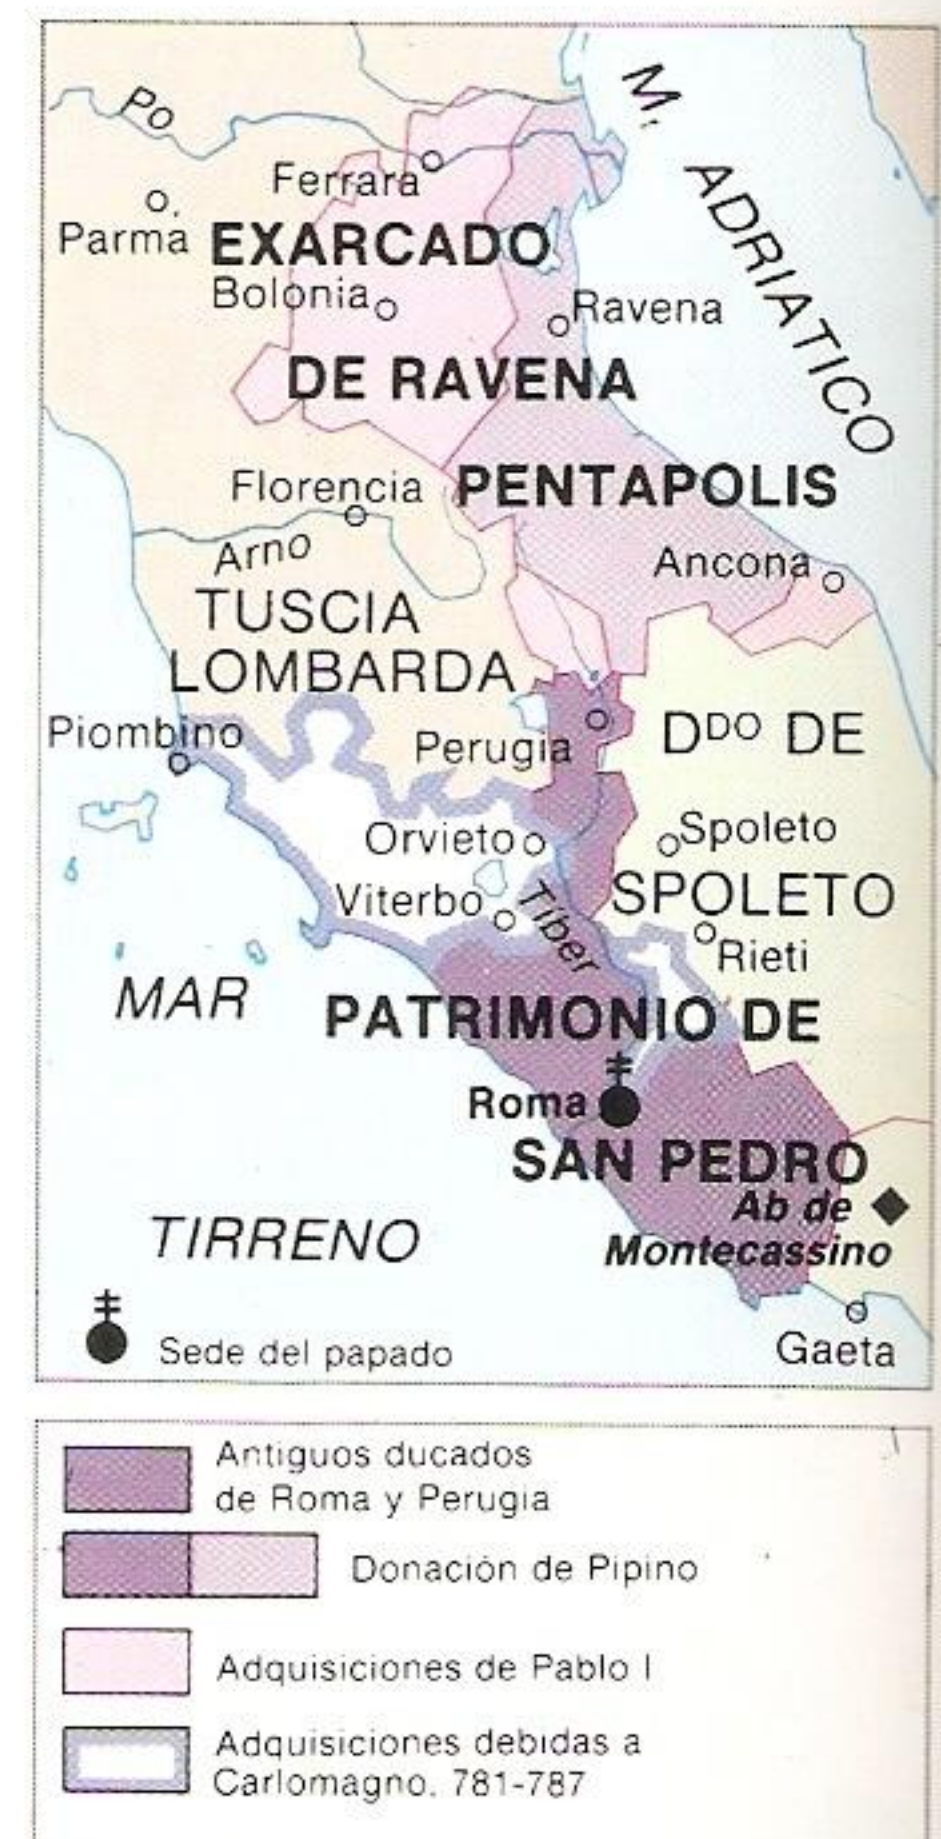 PO
M. ADRIATICO
Ferrara
Parma
EXARCADO
Bolonia
Ravena
DE RAVENA
Florencia
PENTAPOLIS
Arno
Ancona
TUSCIA
LOMBARDA
Piombino
Perugia
DDO DE
Orvieto
Spoleto
Viterbo
Tíber
SPOLETO
Rieti
MAR
PATRIMONIO DE
Roma
SAN PEDRO
Ab de
Montecassino
TIRRENO
Gaeta
Sede del papado
Antiguos ducados
de Roma y Perugia
Donación de Pipino
Adquisiciones de Pablo I
Adquisiciones debidas a
Carlomagno. 781-787